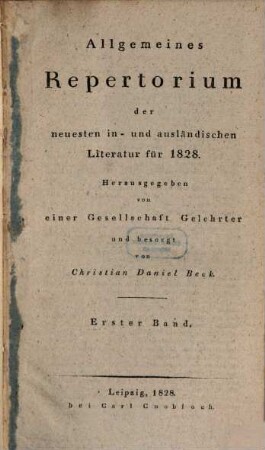 Allgemeines
Repertorium
der
neuesten in- und ausländischen
Literatur für 1828.
Herausgegeben
von
einer Gesellschaft Gelehrter
und besorgt
von
Christian Daniel Beck.
Erster Band.
Leipzig, 1828.
bei Carl Cnobloch.